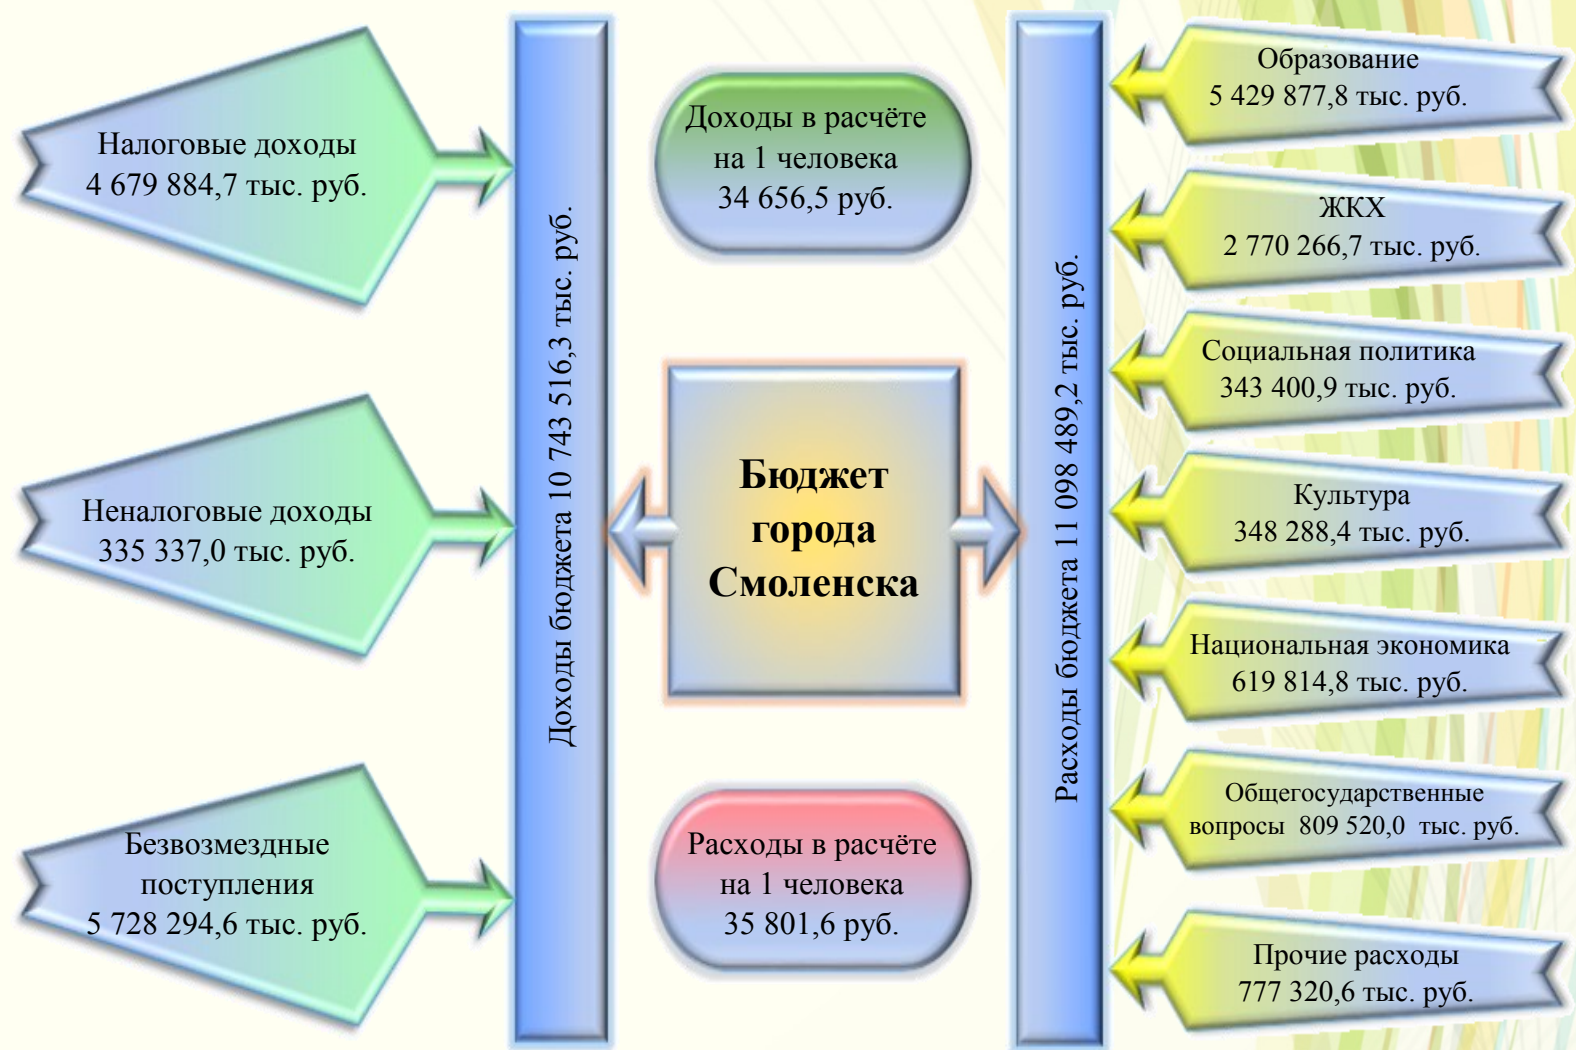 Налоговые доходы
4 679 884,7 тыс. руб.
Неналоговые доходы
335 337,0 тыс. руб.
Безвозмездные
поступления
5 728 294,6 тыс. руб.
Доходы бюджета 10 743 516,3 тыс. руб.
Доходы в расчёте
на 1 человека
34 656,5 руб.
Бюджет
города
Смоленска
Расходы в расчёте
на 1 человека
35 801,6 руб.
Расходы бюджета 11 098 489,2 тыс. руб.
Образование
5 429 877,8 тыс. руб.
ЖКХ
2 770 266,7 тыс. руб.
Социальная политика
343 400,9 тыс. руб.
Культура
348 288,4 тыс. руб.
Национальная экономика
619 814,8 тыс. руб.
Общегосударственные
вопросы 809 520,0 тыс. руб.
Прочие расходы
777 320,6 тыс. руб.